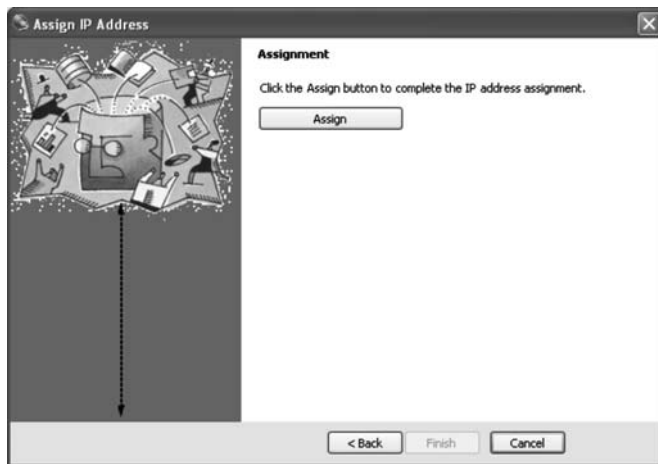 Assign IP Address
Assignment
Click the Assign button to complete the IP address assignment.
Assign
< Back
Finish
Cancel